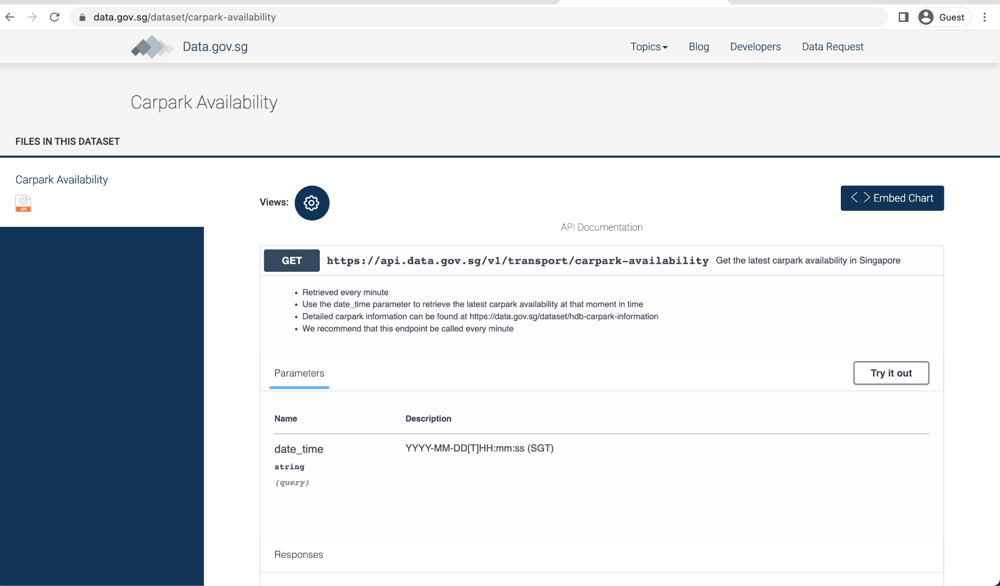 data.gov.sg/dataset/carpark-availability
Guest
Data.gov.sg
Topics
Blog
Developers
Data Request
Carpark Availability
FILES IN THIS DATASET
Carpark Availability
API
Views:
< > Embed Chart
API Documentation
GET https://api.data.gov.sg/v1/transport/carpark-availability Get the latest carpark availability in Singapore
• Retrieved every minute
• Use the date_time parameter to retrieve the latest carpark availability at that moment in time
• Detailed carpark information can be found at https://data.gov.sg/dataset/hdb-carpark-information
• We recommend that this endpoint be called every minute
Parameters
Try it out
Name Description
date_time YYYY-MM-DD[T]HH:mm:ss (SGT)
string
(query)
Responses